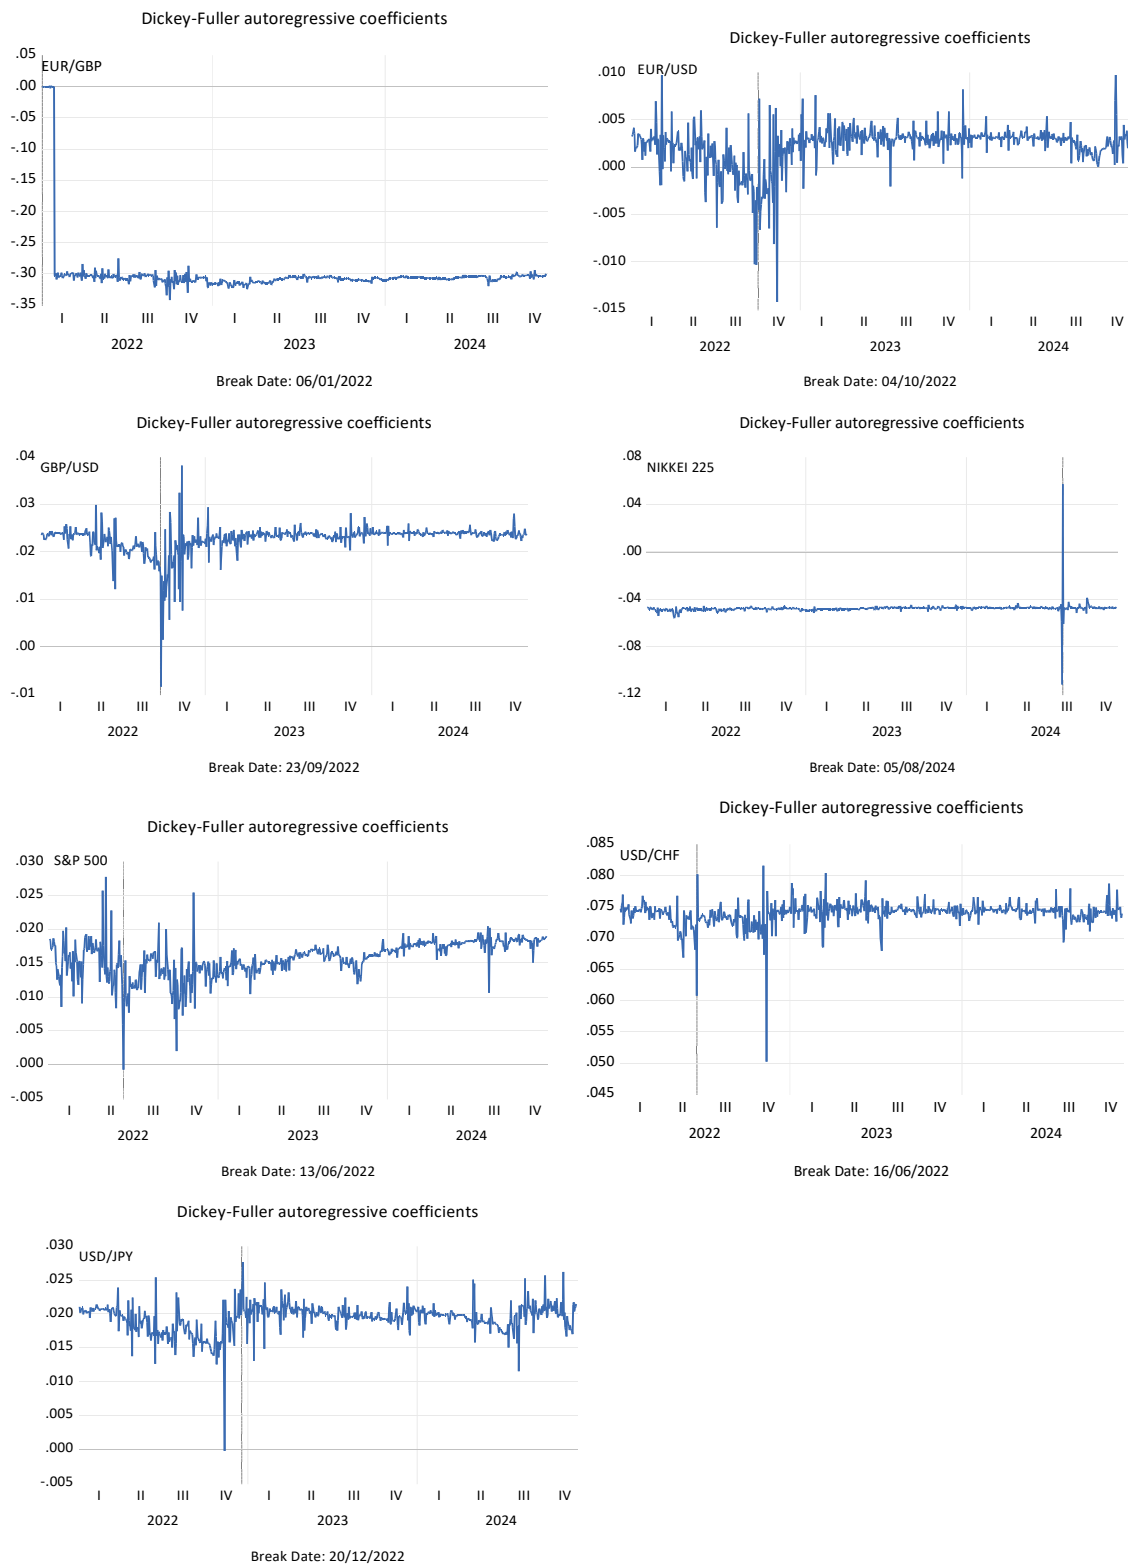 Dickey-Fuller autoregressive coefficients
EUR/GBP
.05
.00
-.05
-.10
-.15
-.20
-.25
-.30
-.35
I II III IV I II III IV I II III IV
2022 2023 2024
Break Date: 06/01/2022
Dickey-Fuller autoregressive coefficients
EUR/USD
.010
.005
.000
-.005
-.010
-.015
I II III IV I II III IV I II III IV
2022 2023 2024
Break Date: 04/10/2022
Dickey-Fuller autoregressive coefficients
GBP/USD
.04
.03
.02
.01
.00
-.01
I II III IV I II III IV I II III IV
2022 2023 2024
Break Date: 23/09/2022
Dickey-Fuller autoregressive coefficients
NIKKEI 225
.08
.04
.00
-.04
-.08
-.12
I II III IV I II III IV I II III IV
2022 2023 2024
Break Date: 05/08/2024
Dickey-Fuller autoregressive coefficients
S&P 500
.030
.025
.020
.015
.010
.005
.000
-.005
I II III IV I II III IV I II III IV
2022 2023 2024
Break Date: 13/06/2022
Dickey-Fuller autoregressive coefficients
USD/CHF
.085
.080
.075
.070
.065
.060
.055
.050
.045
I II III IV I II III IV I II III IV
2022 2023 2024
Break Date: 16/06/2022
Dickey-Fuller autoregressive coefficients
USD/JPY
.030
.025
.020
.015
.010
.005
.000
-.005
I II III IV I II III IV I II III IV
2022 2023 2024
Break Date: 20/12/2022